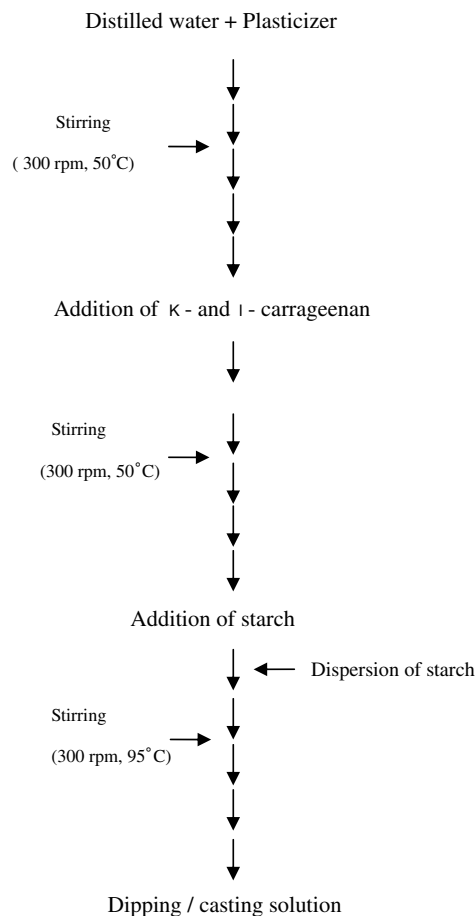 Distilled water + Plasticizer
Stirring
( 300 rpm, 50˚C)
Addition of κ - and ι - carrageenan
Stirring
(300 rpm, 50˚C)
Addition of starch
Dispersion of starch
Stirring
(300 rpm, 95˚C)
Dipping / casting solution